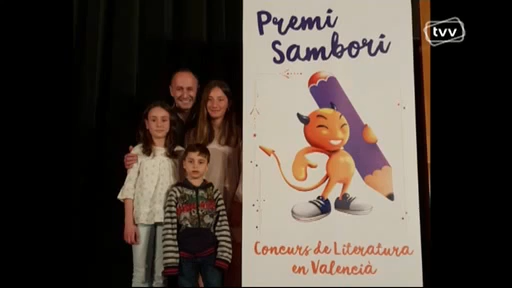 tvv
Premi
Sambori
Concurs de Literatura
en Valencià